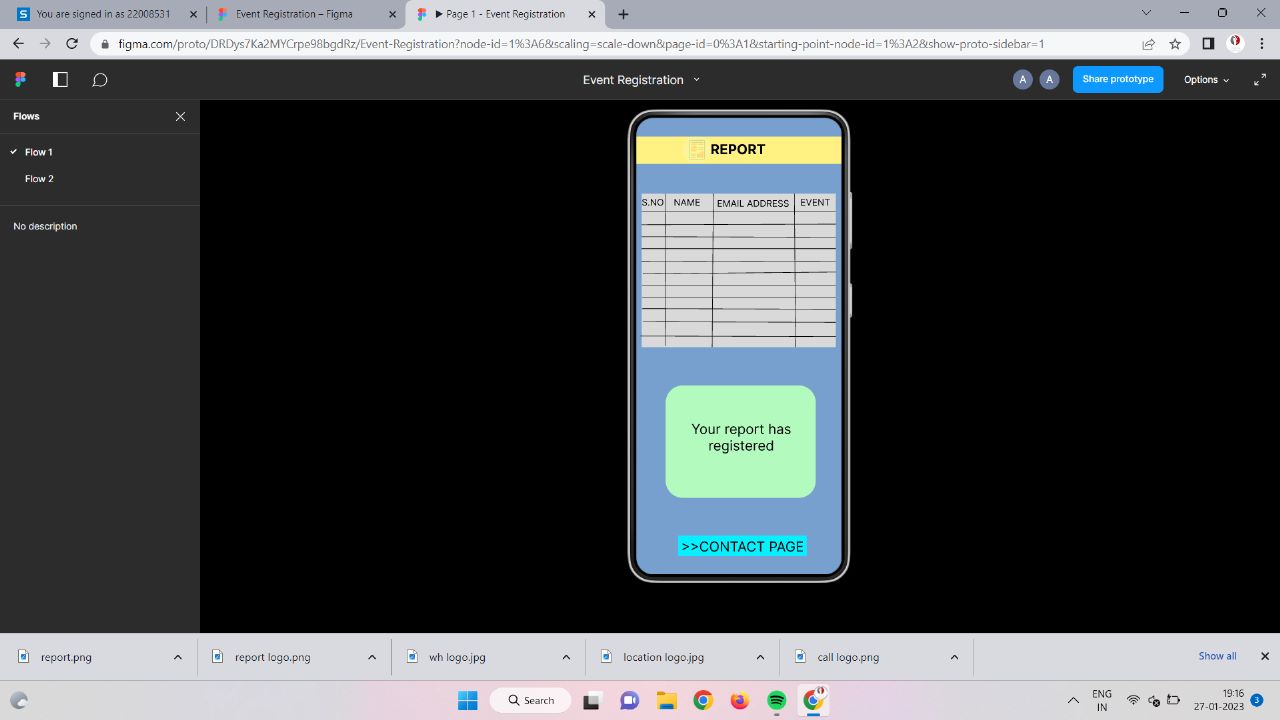 You are signed in as 22008531
Event Registration – Figma
▶ Page 1 - Event Registration
figma.com/proto/DRDys7Ka2MYCrpe98bgdRz/Event-Registration?node-id=1%3A6&scaling=scale-down&page-id=0%3A1&starting-point-node-id=1%3A2&show-proto-sidebar=1
Event Registration
A A
Share prototype
Options
Flows
Flow 1
Flow 2
No description
REPORT
S.NO NAME EMAIL ADDRESS EVENT
Your report has
registered
>>CONTACT PAGE
report.png
report logo.png
wh logo.jpg
location logo.jpg
call logo.png
Show all
Search
ENG
IN
19:16
27-01-2023
3